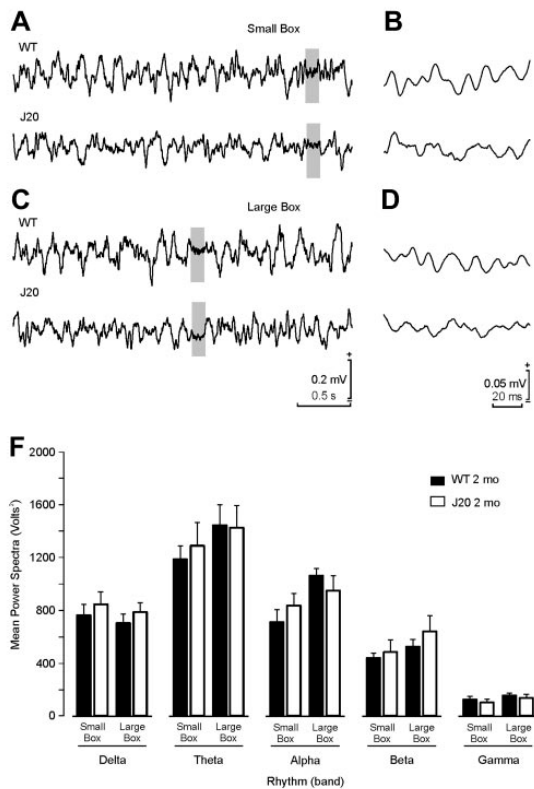 A
Small Box
B
WT
J20
C
Large Box
D
WT
J20
+
0.2 mV
0.5 s
–
+
0.05 mV
20 ms
–
F
2000
1600
1200
800
400
0
Mean Power Spectra (Volts²)
WT 2 mo
J20 2 mo
Small Box
Large Box
Small Box
Large Box
Small Box
Large Box
Small Box
Large Box
Small Box
Large Box
Delta
Theta
Alpha
Beta
Gamma
Rhythm (band)